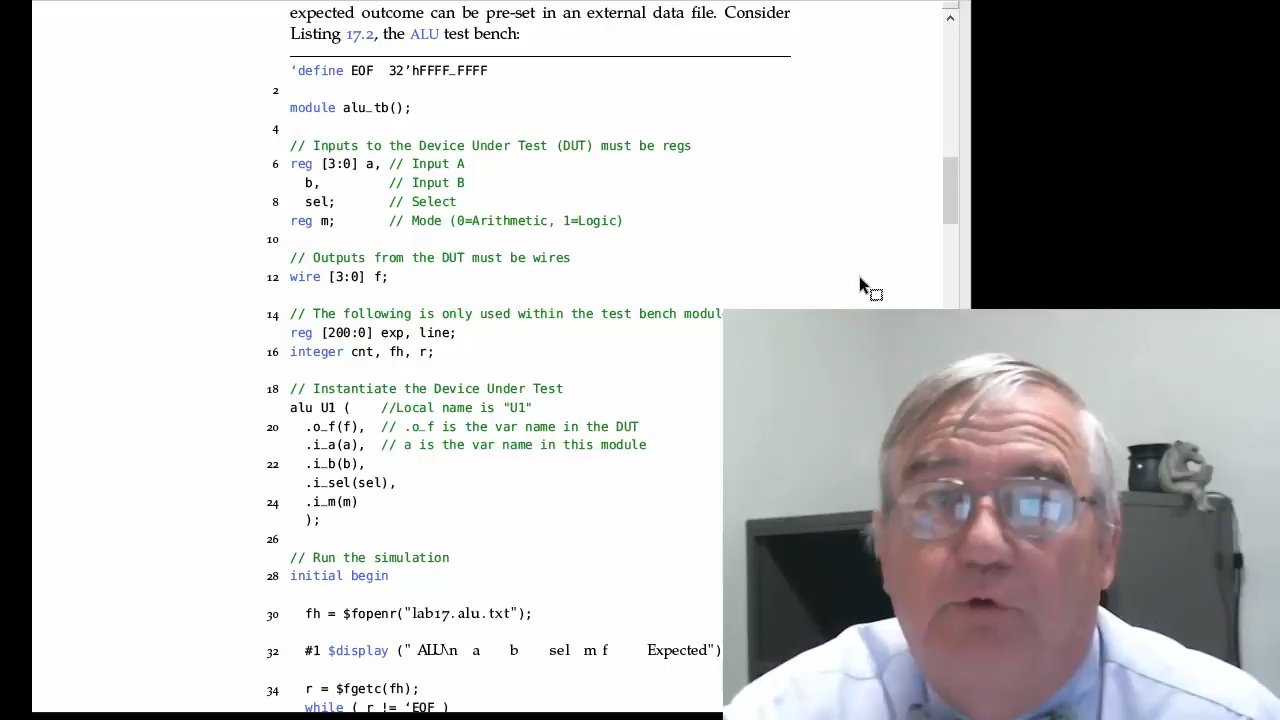 expected outcome can be pre-set in an external data file. Consider
Listing 17.2, the ALU test bench:
‘define EOF 32’hFFFF_FFFF
2
module alu_tb();
4
// Inputs to the Device Under Test (DUT) must be regs
6 reg [3:0] a, // Input A
b, // Input B
8 sel; // Select
reg m; // Mode (0=Arithmetic, 1=Logic)
10
// Outputs from the DUT must be wires
12 wire [3:0] f;
14 // The following is only used within the test bench modul
reg [200:0] exp, line;
16 integer cnt, fh, r;
18 // Instantiate the Device Under Test
alu U1 ( //Local name is "U1"
20 .o_f(f), // .o_f is the var name in the DUT
.i_a(a), // a is the var name in this module
22 .i_b(b),
.i_sel(sel),
24 .i_m(m)
);
26
// Run the simulation
28 initial begin
30 fh = $fopenr("lab17.alu.txt");
32 #1 $display (" ALU\n a b sel m f Expected")
34 r = $fgetc(fh);
while ( r != ‘EOF )